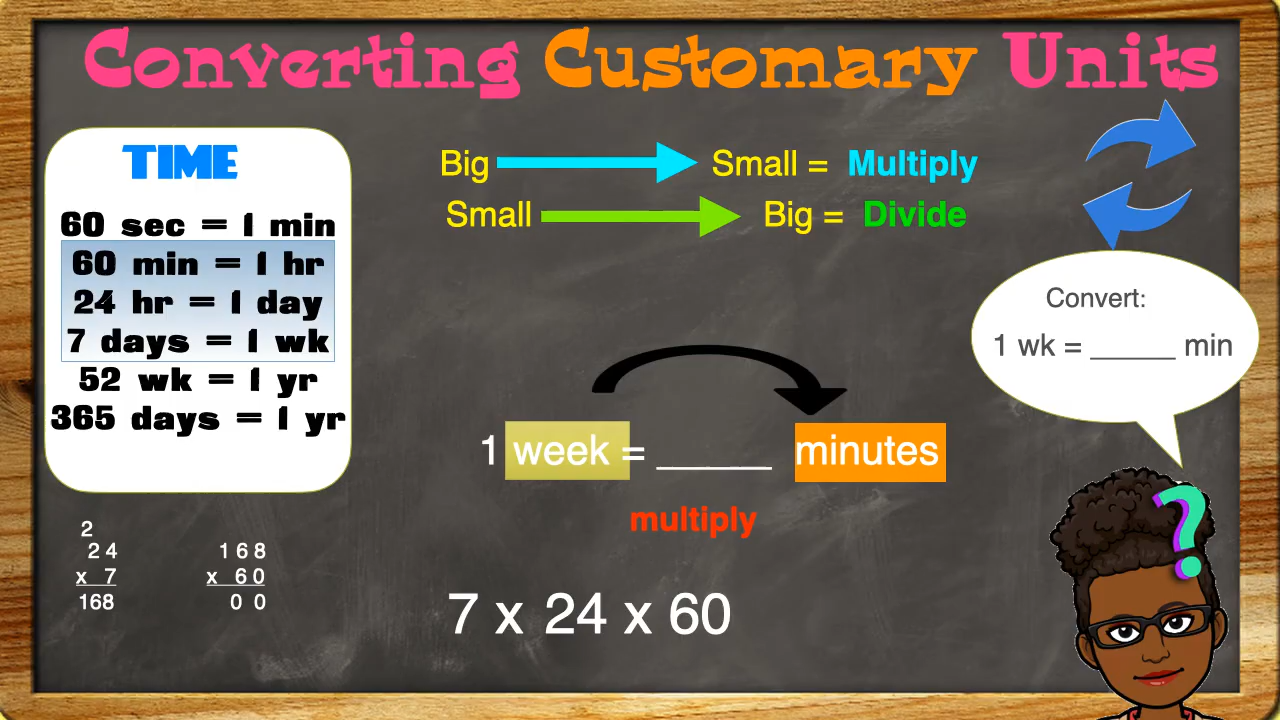 Converting Customary Units
TIME
60 sec = 1 min
60 min = 1 hr
24 hr = 1 day
7 days = 1 wk
52 wk = 1 yr
365 days = 1 yr
Big Small = Multiply
Small Big = Divide
Convert:
1 wk = ______ min
1 week = _____ minutes
multiply
2
24
x 7
168
168
x 60
0 0
7 x 24 x 60
?